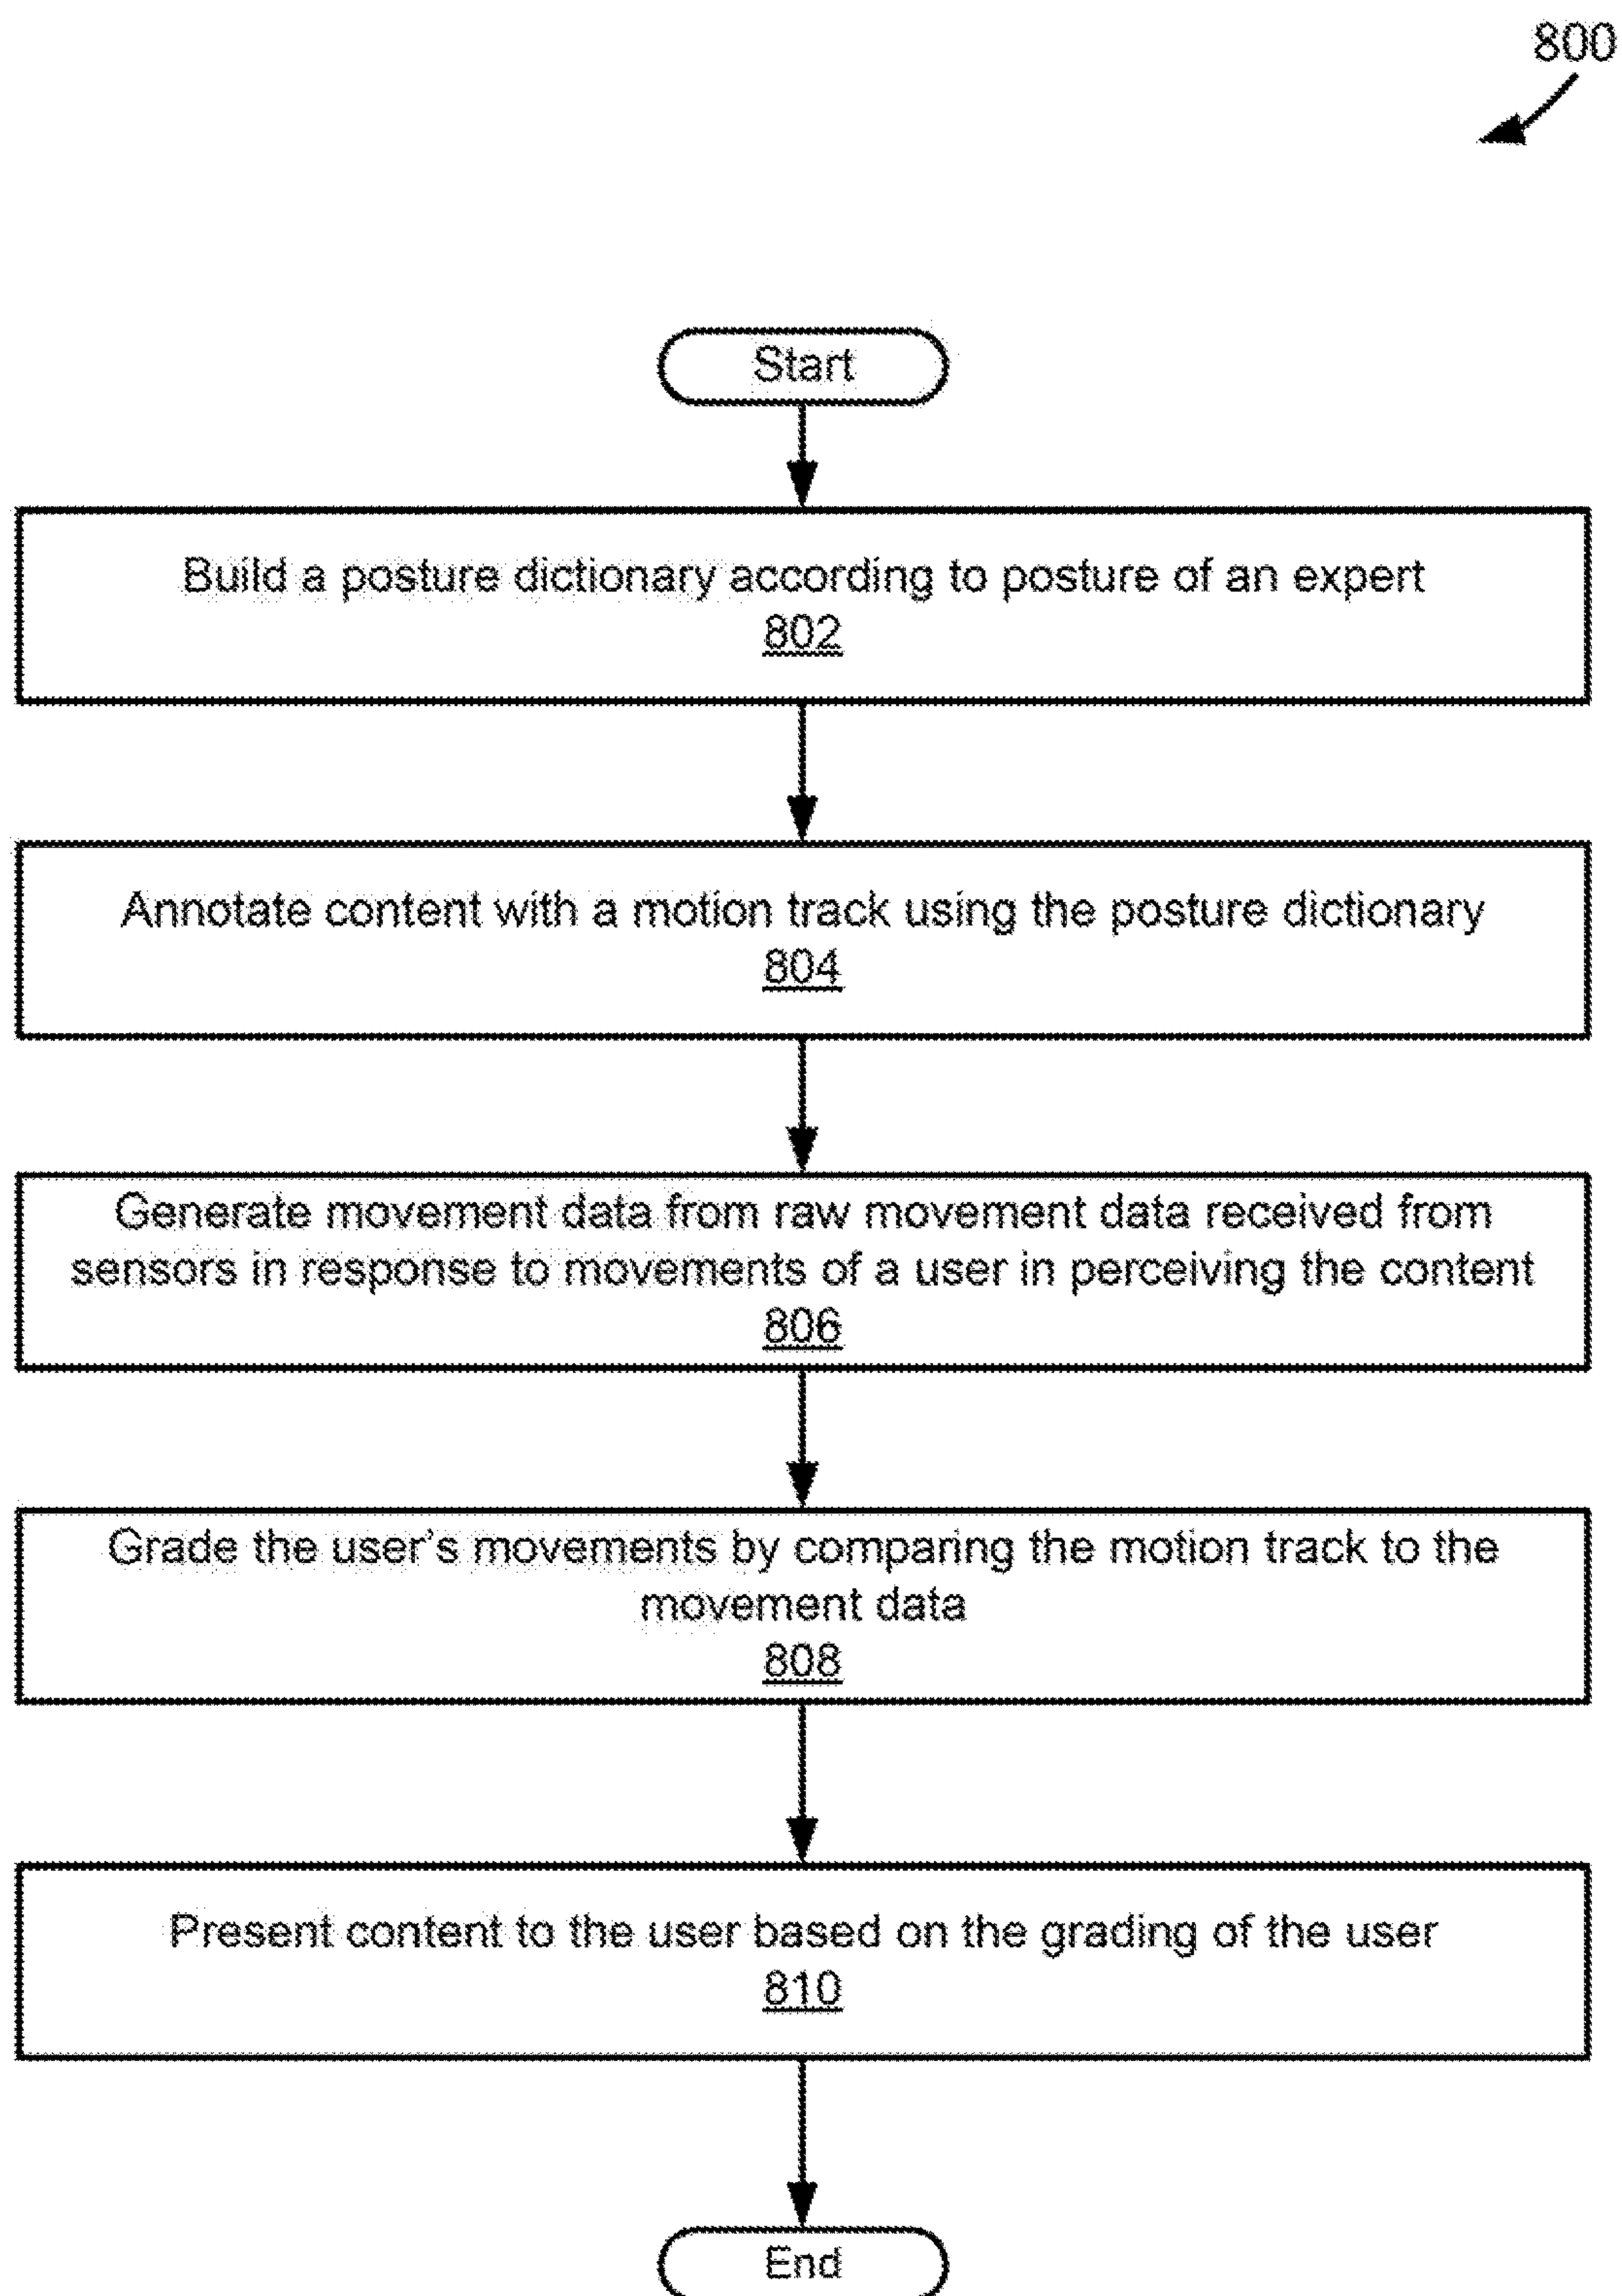 800
Start
Build a posture dictionary according to posture of an expert
802
Annotate content with a motion track using the posture dictionary
804
Generate movement data from raw movement data received from
sensors in response to movements of a user in perceiving the content
806
Grade the user's movements by comparing the motion track to the
movement data
808
Present content to the user based on the grading of the user
810
End